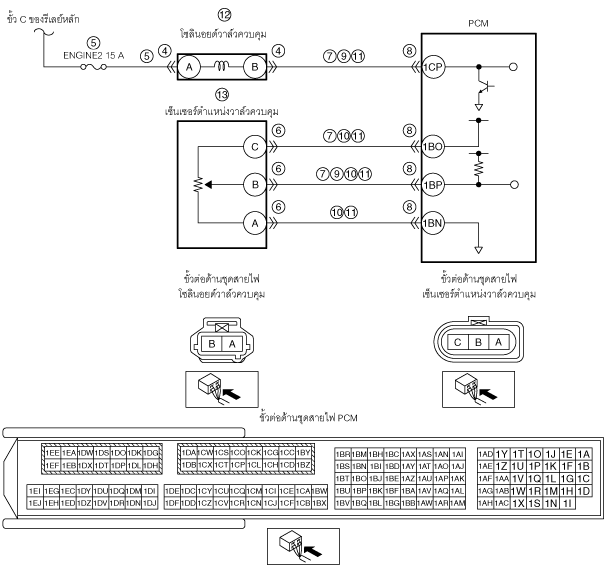 ขั้ว C ของรีเลย์หลัก
⑫
โซลินอยด์วาล์วควบคุม
PCM
⑤
ENGINE2 15 A
⑤ ④ A B ④ ⑦⑨⑪ ⑧ 1CP
⑬
เซ็นเซอร์ตำแหน่งวาล์วควบคุม
C ⑥ ⑦⑩⑪ ⑧ 1BO
B ⑥ ⑦⑨⑩⑪ ⑧ 1BP
A ⑥ ⑩⑪ ⑧ 1BN
ขั้วต่อด้านชุดสายไฟ
โซลินอยด์วาล์วควบคุม
ขั้วต่อด้านชุดสายไฟ
เซ็นเซอร์ตำแหน่งวาล์วควบคุม
B A
C B A
ขั้วต่อด้านชุดสายไฟ PCM
1EE 1EA 1DW 1DS 1DO 1DK 1DG 1DA 1CW 1CS 1CO 1CK 1CG 1CC 1BY 1BR 1BM 1BH 1BC 1AX 1AS 1AN 1AI 1AD 1Y 1T 1O 1J 1E 1A
1EF 1EB 1DX 1DT 1DP 1DL 1DH 1DB 1CX 1CT 1CP 1CL 1CH 1CD 1BZ 1BS 1BN 1BI 1BD 1AY 1AT 1AO 1AJ 1AE 1Z 1U 1P 1K 1F 1B
1BT 1BO 1BJ 1BE 1AZ 1AU 1AP 1AK 1AF 1AA 1V 1Q 1L 1G 1C
1EI 1EG 1EC 1DY 1DU 1DQ 1DM 1DI 1DE 1DC 1CY 1CU 1CQ 1CM 1CI 1CE 1CA 1BW 1BU 1BP 1BK 1BF 1BA 1AV 1AQ 1AL 1AG 1AB 1W 1R 1M 1H 1D
1EJ 1EH 1ED 1DZ 1DV 1DR 1DN 1DJ 1DF 1DD 1CZ 1CV 1CR 1CN 1CJ 1CF 1CB 1BX 1BV 1BQ 1BL 1BG 1BB 1AW 1AR 1AM 1AH 1AC 1X 1S 1N 1I